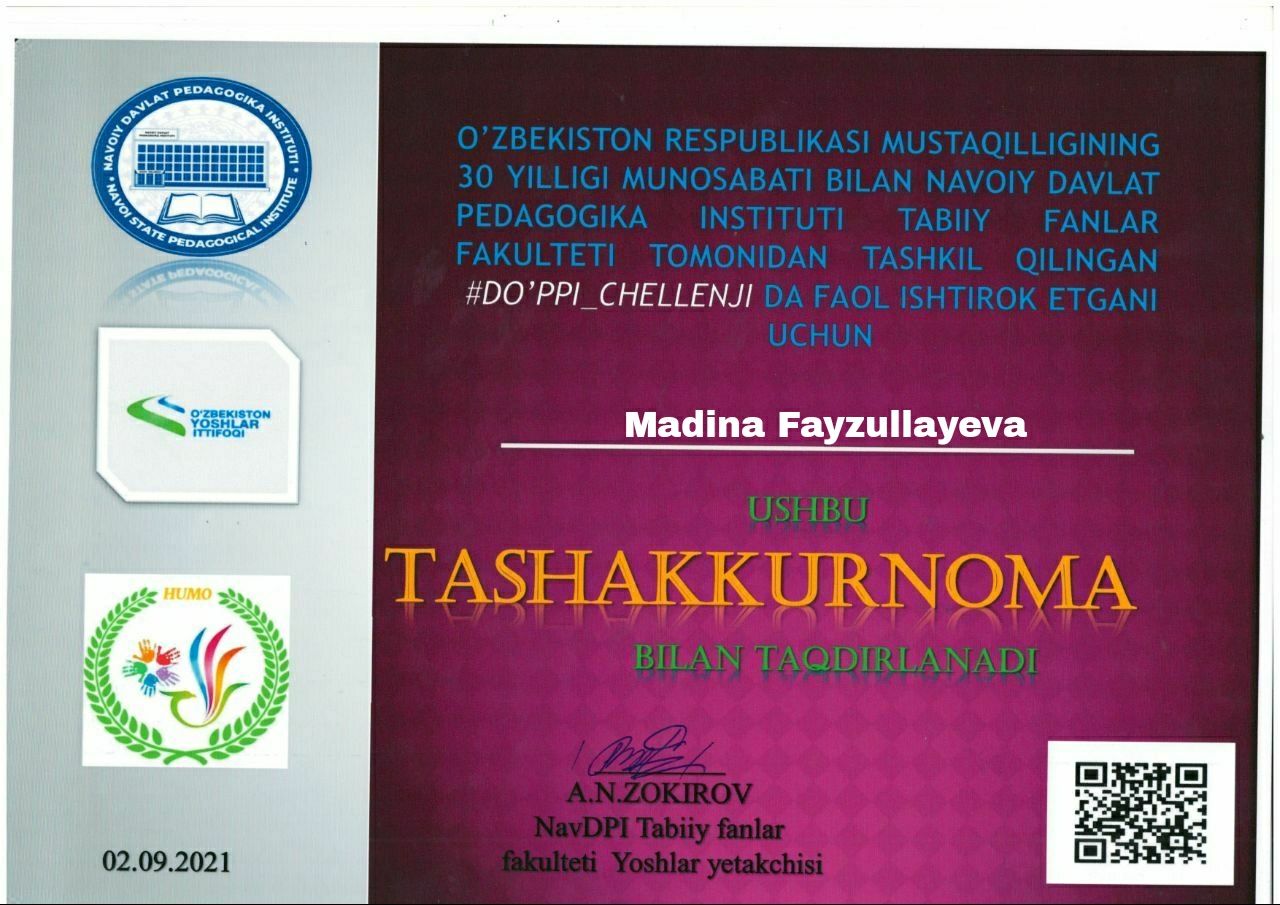 NAVOIY DAVLAT PEDAGOGIKA INSTITUTI
NAVOI STATE PEDAGOGICAL INSTITUTE
O'ZBEKISTON
YOSHLAR
ITTIFOQI
HUMO
02.09.2021
O'ZBEKISTON RESPUBLIKASI MUSTAQILLIGINING
30 YILLIGI MUNOSABATI BILAN NAVOIY DAVLAT
PEDAGOGIKA INSTITUTI TABIIY FANLAR
FAKULTETI TOMONIDAN TASHKIL QILINGAN
#DO'PPI_CHELLENJI DA FAOL ISHTIROK ETGANI
UCHUN
Madina Fayzullayeva
USHBU
TASHAKKURNOMA
BILAN TAQDIRLANADI
A.N.ZOKIROV
NavDPI Tabiiy fanlar
fakulteti Yoshlar yetakchisi